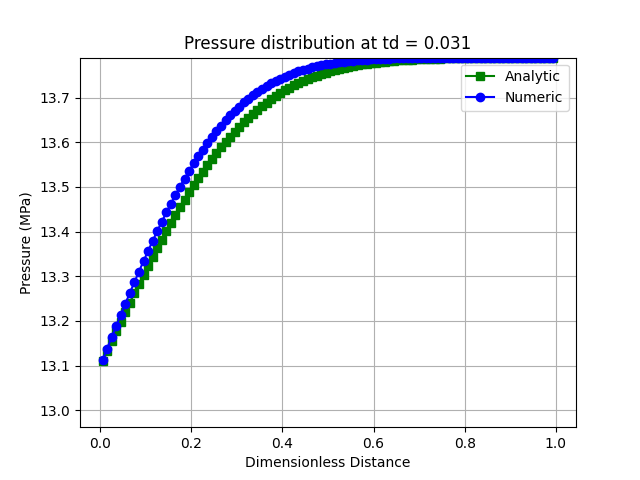 Pressure distribution at td = 0.031
Analytic
Numeric
Pressure (MPa)
13.7
13.6
13.5
13.4
13.3
13.2
13.1
13.0
0.0 0.2 0.4 0.6 0.8 1.0
Dimensionless Distance